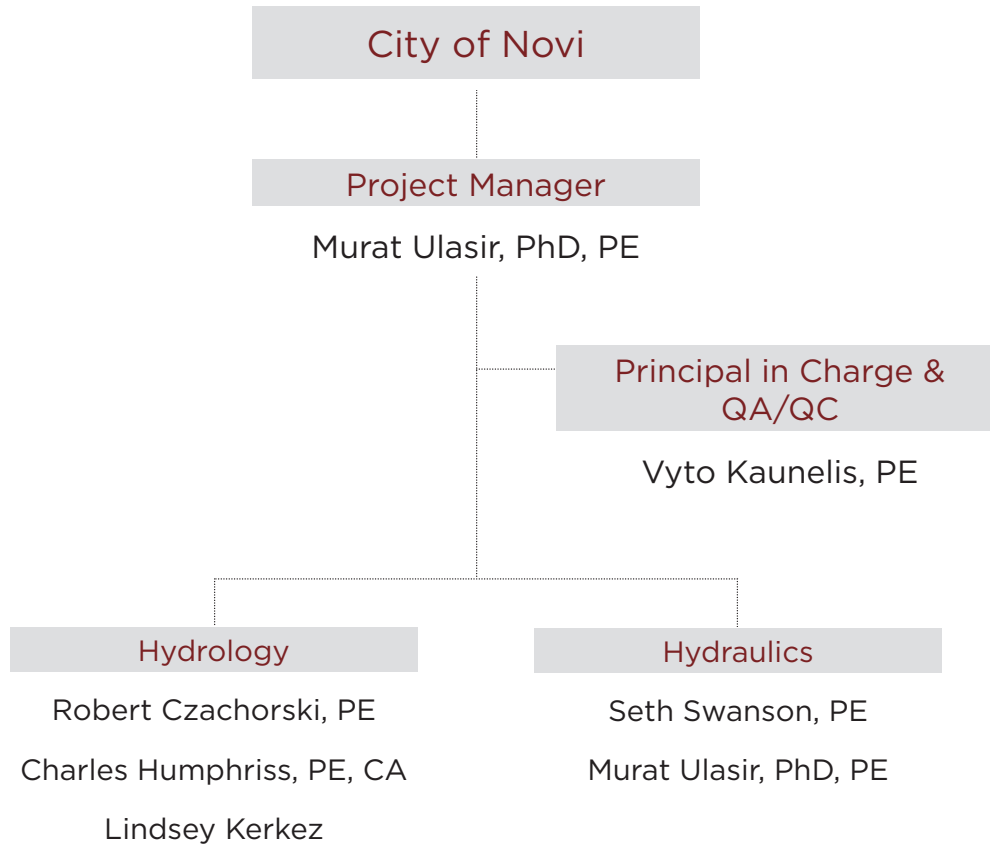 City of Novi
Project Manager
Murat Ulasir, PhD, PE
Principal in Charge &
QA/QC
Vyto Kaunelis, PE
Hydrology
Robert Czachorski, PE
Charles Humphriss, PE, CA
Lindsey Kerkez
Hydraulics
Seth Swanson, PE
Murat Ulasir, PhD, PE